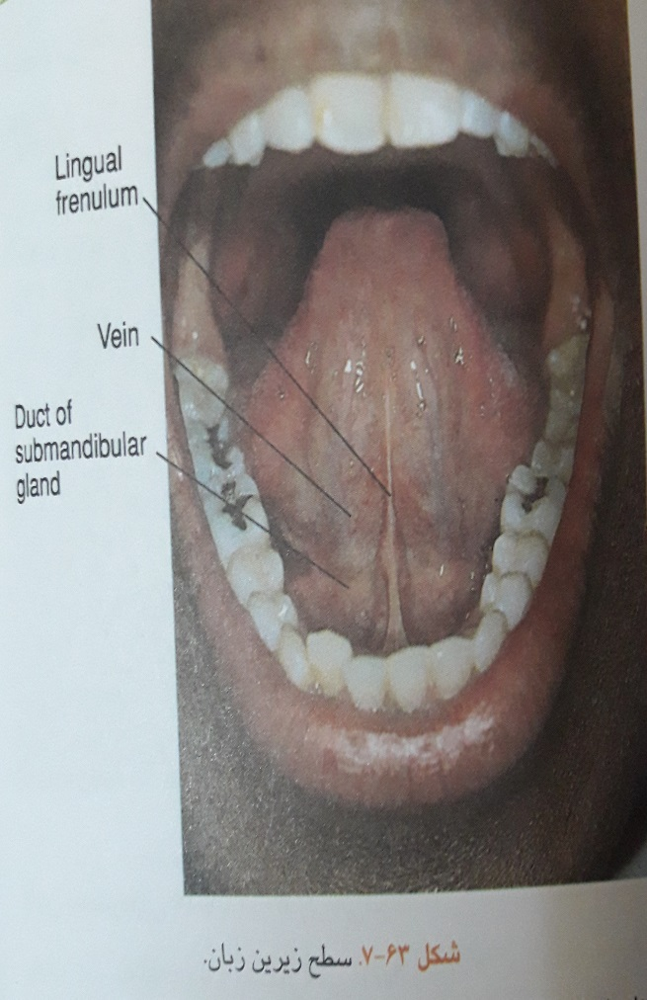 Lingual
frenulum
Vein
Duct of
submandibular
gland
شکل ۶۳-۷. سطح زیرین زبان.